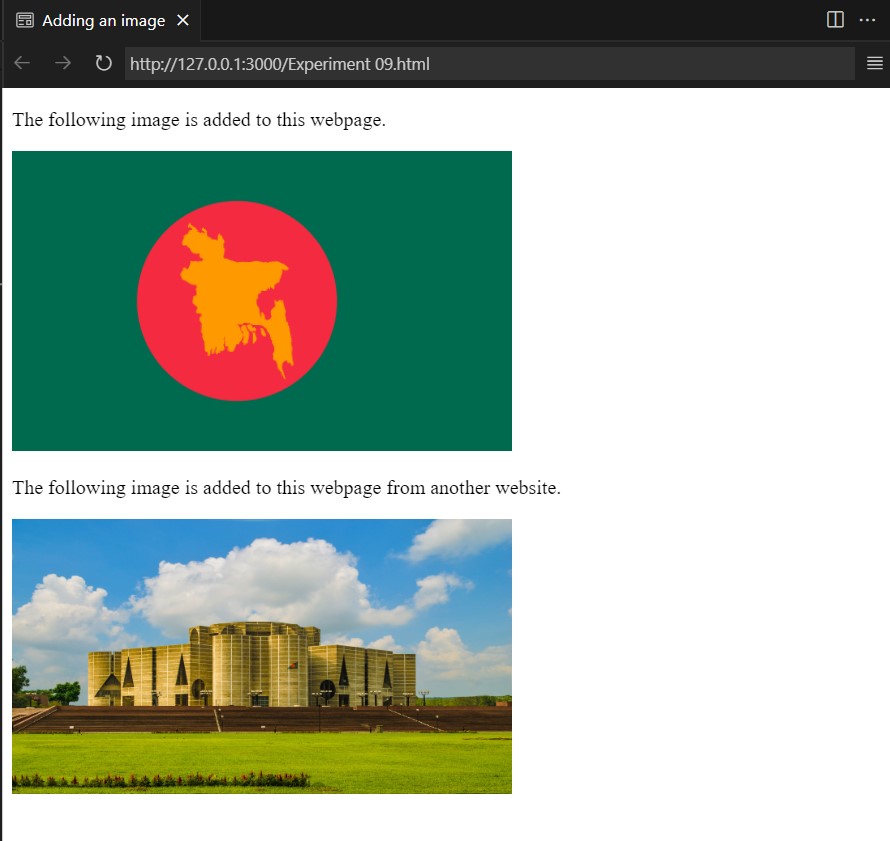 Adding an image
http://127.0.0.1:3000/Experiment 09.html
The following image is added to this webpage.
The following image is added to this webpage from another website.